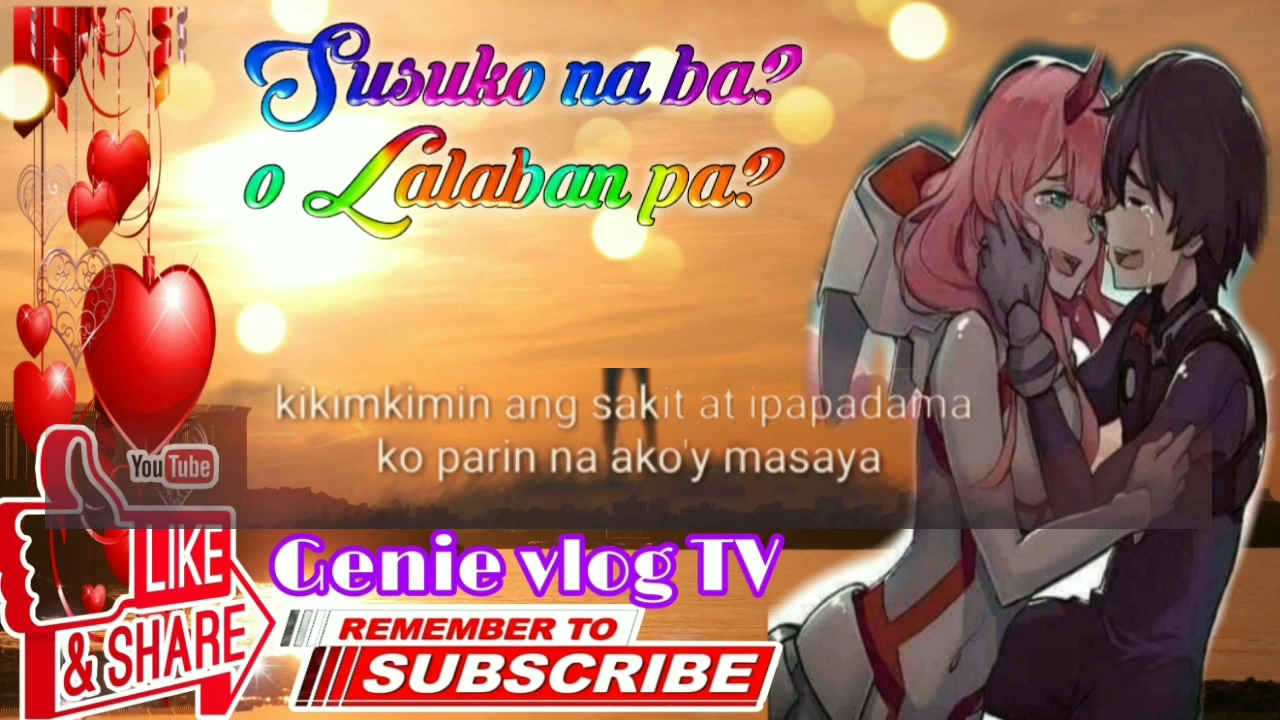 Susuko na ba?
o Lalaban pa?
kikimkimin ang sakit at ipapadama
ko parin na ako'y masaya
YouTube
LIKE
& SHARE
Genie vlog TV
REMEMBER TO
SUBSCRIBE